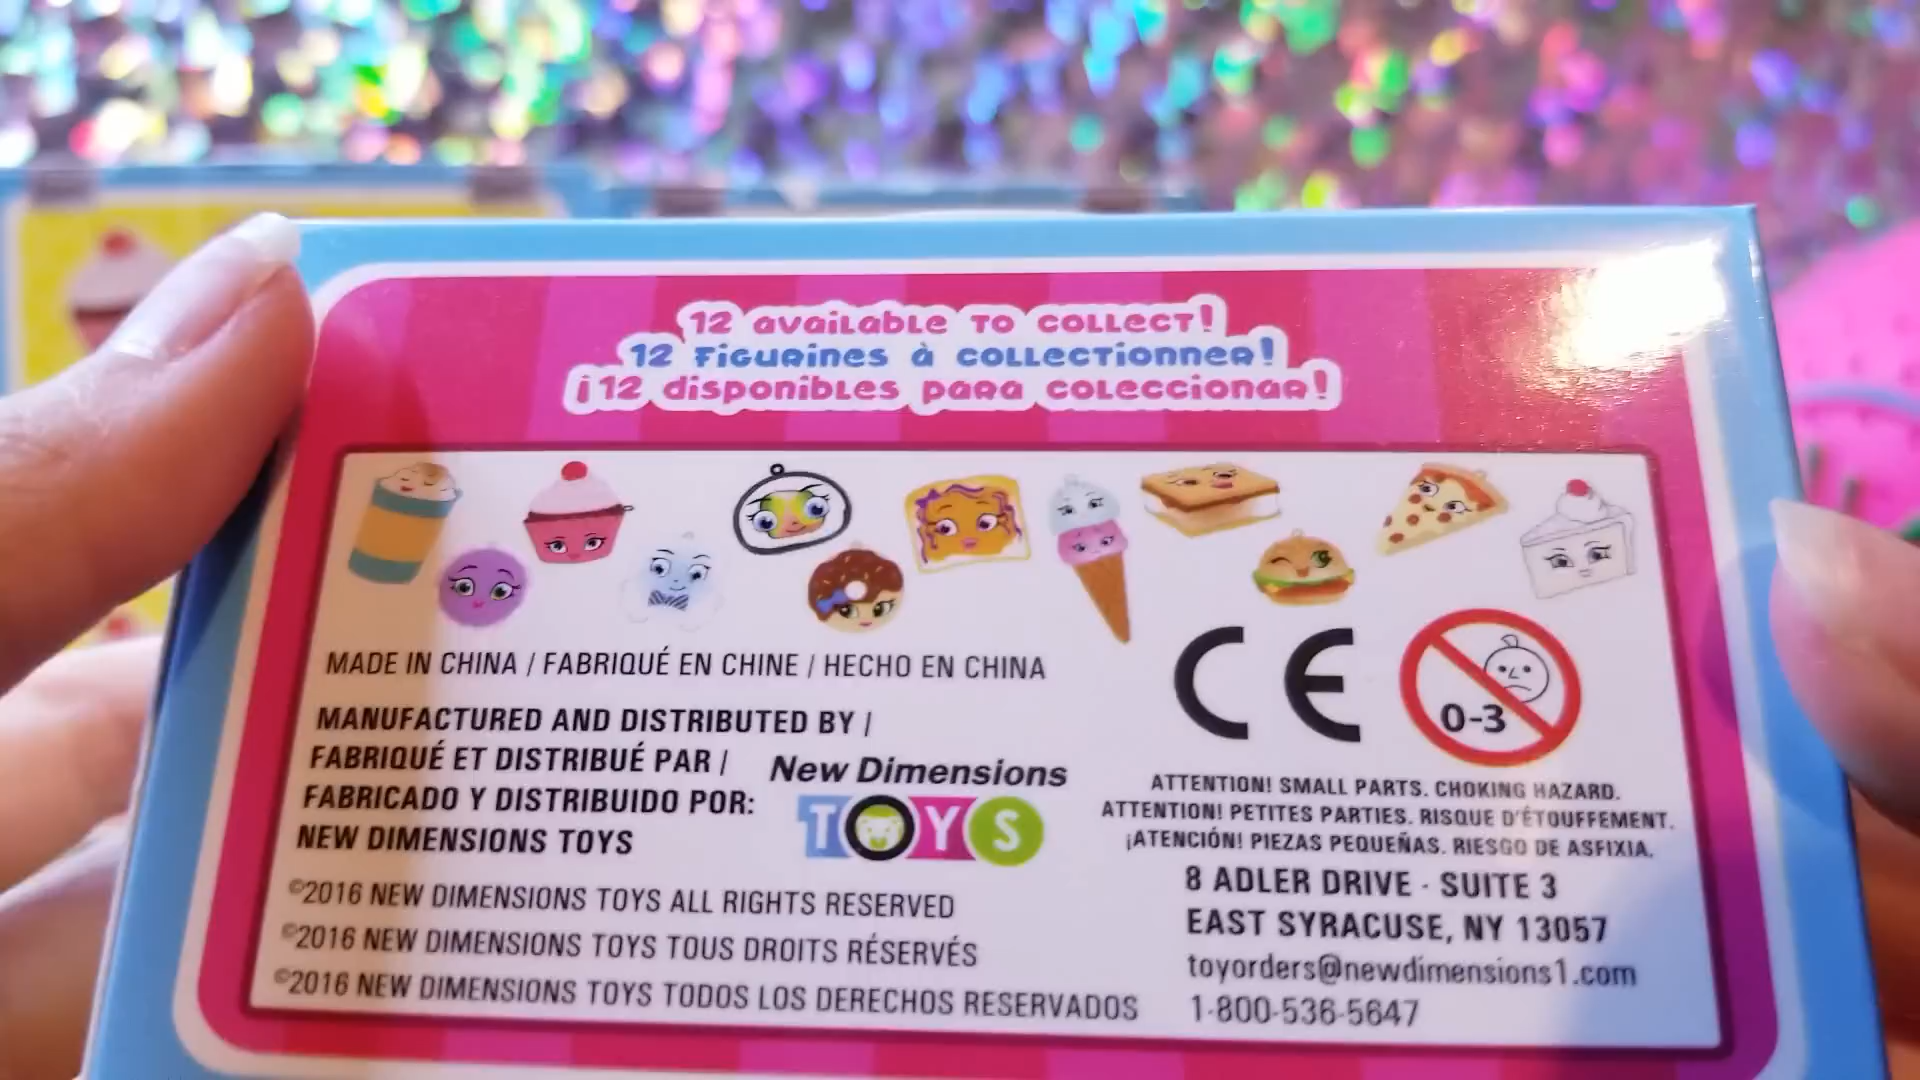 12 available to collect!
12 Figurines à collectionner!
¡12 disponibles para coleccionar!
MADE IN CHINA / FABRIQUÉ EN CHINE / HECHO EN CHINA
MANUFACTURED AND DISTRIBUTED BY /
FABRIQUÉ ET DISTRIBUÉ PAR /
FABRICADO Y DISTRIBUIDO POR:
NEW DIMENSIONS TOYS
New Dimensions
TOYS
©2016 NEW DIMENSIONS TOYS ALL RIGHTS RESERVED
©2016 NEW DIMENSIONS TOYS TOUS DROITS RÉSERVÉS
©2016 NEW DIMENSIONS TOYS TODOS LOS DERECHOS RESERVADOS
CE
0-3
ATTENTION! SMALL PARTS. CHOKING HAZARD.
ATTENTION! PETITES PARTIES. RISQUE D'ÉTOUFFEMENT.
¡ATENCIÓN! PIEZAS PEQUEÑAS. RIESGO DE ASFIXIA.
8 ADLER DRIVE · SUITE 3
EAST SYRACUSE, NY 13057
toyorders@newdimensions1.com
1-800-536-5647